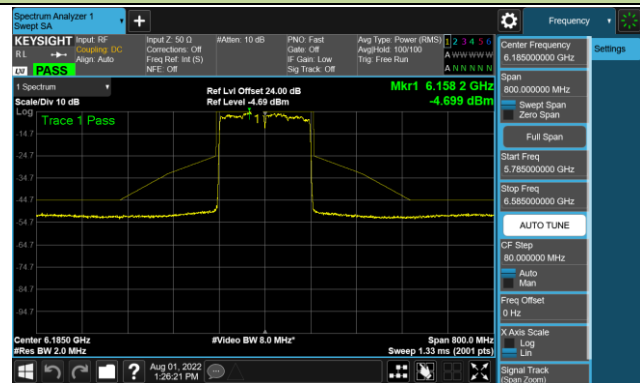 Spectrum Analyzer 1
Swept SA
Frequency
KEYSIGHT
RL
LXI
PASS
Input: RF
Coupling: DC
Align: Auto
Input Z: 50 Ω
Corrections: Off
Freq Ref: Int (S)
NFE: Off
#Atten: 10 dB
PNO: Fast
Gate: Off
IF Gain: Low
Sig Track: Off
Avg Type: Power (RMS)
Avg|Hold: 100/100
Trig: Free Run
1 2 3 4 5 6
A W W W W W
A N N N N N
Center Frequency
6.185000000 GHz
Settings
Span
800.000000 MHz
Swept Span
Zero Span
Full Span
Start Freq
5.785000000 GHz
Stop Freq
6.585000000 GHz
AUTO TUNE
CF Step
80.000000 MHz
Auto
Man
Freq Offset
0 Hz
X Axis Scale
Log
Lin
Signal Track
(Span Zoom)
1 Spectrum
Scale/Div 10 dB
Ref Lvl Offset 24.00 dB
Ref Level -4.69 dBm
Mkr1 6.158 2 GHz
-4.699 dBm
Log
Trace 1 Pass
1
-14.7
-24.7
-34.7
-44.7
-54.7
-64.7
-74.7
-84.7
-94.7
Center 6.1850 GHz
#Res BW 2.0 MHz
#Video BW 8.0 MHz*
Span 800.0 MHz
Sweep 1.33 ms (2001 pts)
?
Aug 01, 2022
1:26:21 PM